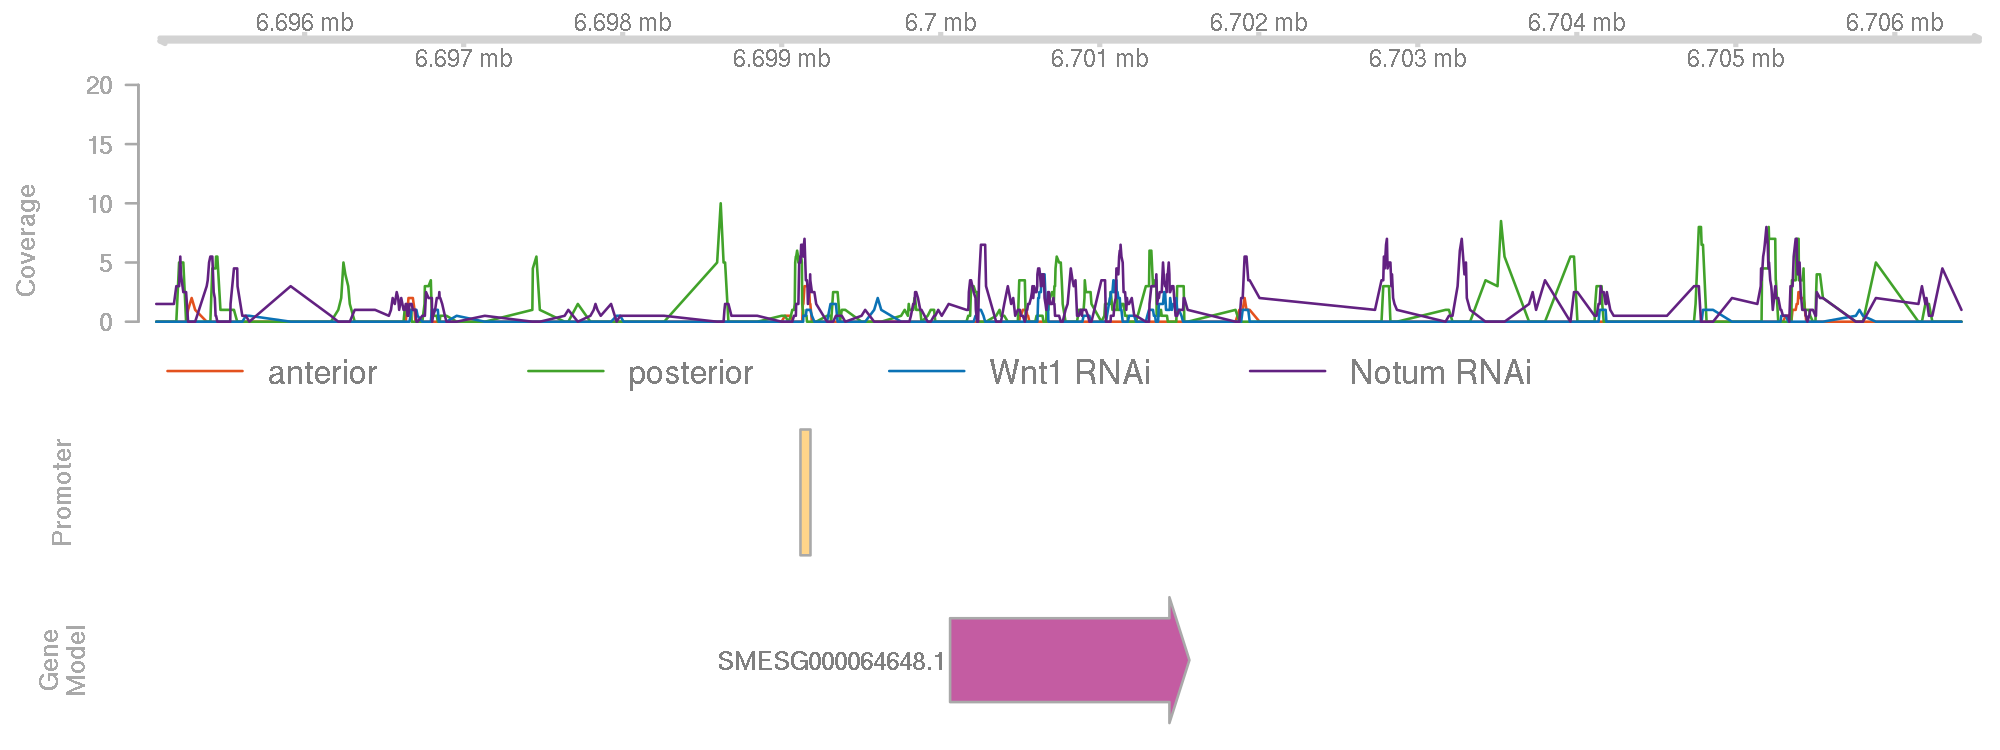 6.696 mb 6.698 mb 6.7 mb 6.702 mb 6.704 mb 6.706 mb
6.697 mb 6.699 mb 6.701 mb 6.703 mb 6.705 mb
Coverage
20
15
10
5
0
anterior posterior Wnt1 RNAi Notum RNAi
Promoter
Gene
Model
SMESG000064648.1